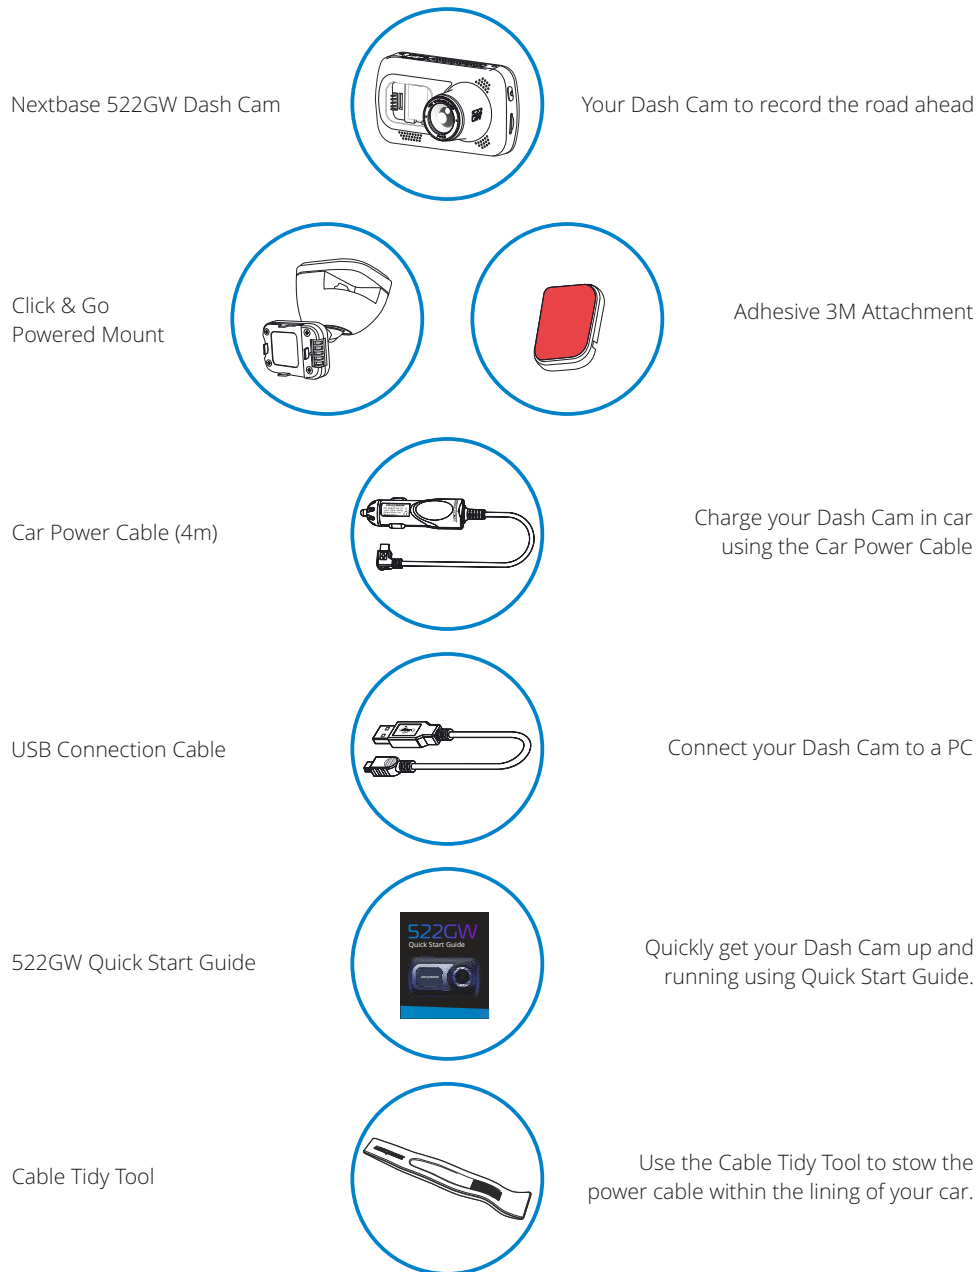 Nextbase 522GW Dash Cam
Your Dash Cam to record the road ahead
Click & Go
Powered Mount
Adhesive 3M Attachment
Car Power Cable (4m)
Charge your Dash Cam in car
using the Car Power Cable
USB Connection Cable
Connect your Dash Cam to a PC
522GW Quick Start Guide
522GW
Quick Start Guide
Quickly get your Dash Cam up and
running using Quick Start Guide.
Cable Tidy Tool
Use the Cable Tidy Tool to stow the
power cable within the lining of your car.